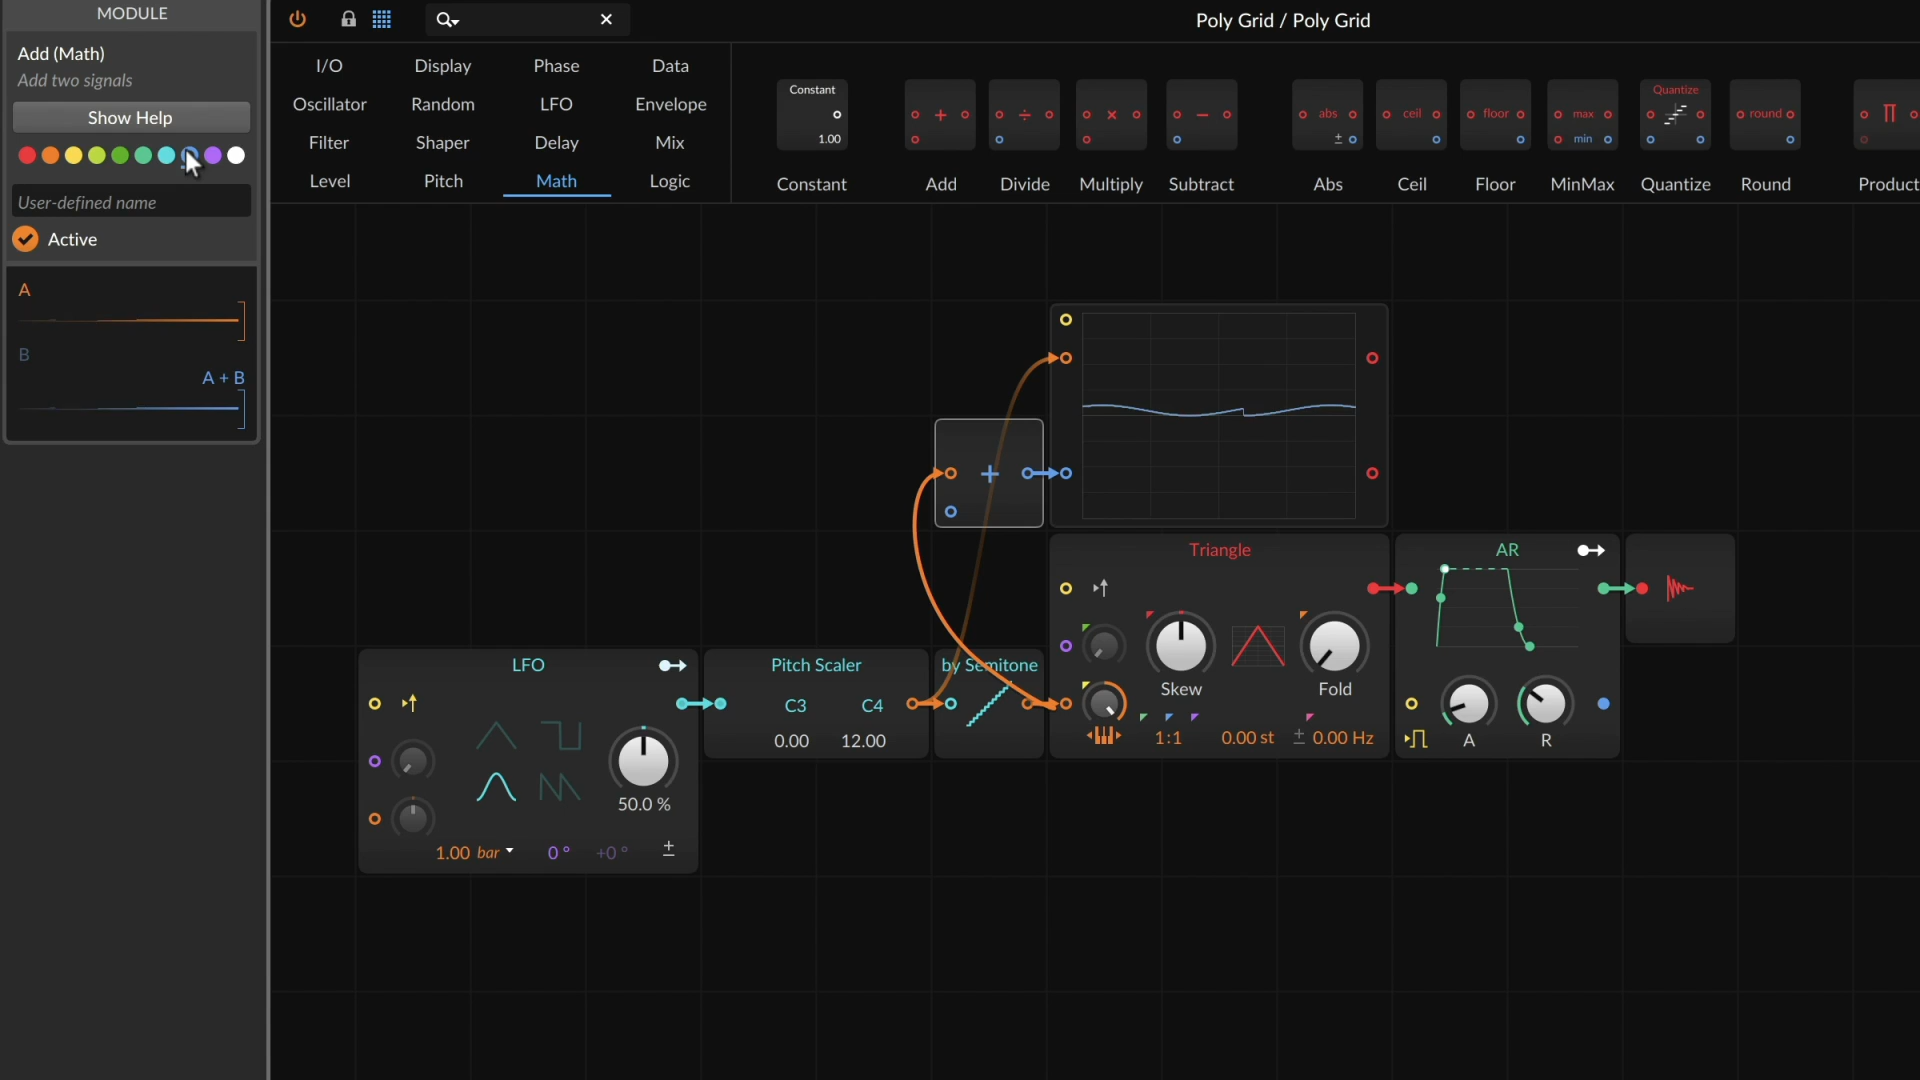 MODULE
Add (Math)
Add two signals
Show Help
User-defined name
Active
A
B
A + B
Poly Grid / Poly Grid
I/O Display Phase Data
Oscillator Random LFO Envelope
Filter Shaper Delay Mix
Level Pitch Math Logic
Constant
1.00
Constant
Add
Divide
Multiply
Subtract
abs
Abs
ceil
Ceil
floor
Floor
max
min
MinMax
Quantize
Quantize
round
Round
Product
Triangle
Skew
Fold
1:1
0.00 st
0.00 Hz
AR
A
R
LFO
50.0 %
1.00 bar
0 °
+0 °
Pitch Scaler
C3 C4
0.00 12.00
by Semitone